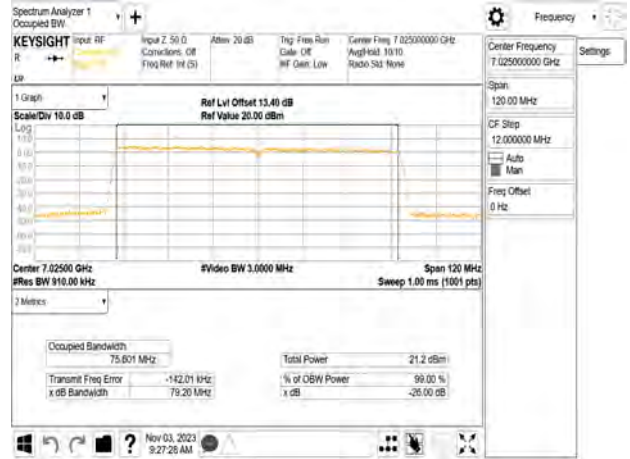 Spectrum Analyzer 1
Occupied BW
Frequency
KEYSIGHT
Input: RF
Input Z: 50 Ω
Corrections: Off
Freq Ref: Int (S)
Atten: 20 dB
Trig: Free Run
Gate: Off
#IF Gain: Low
Center Freq: 7.025000000 GHz
Avg|Hold: 10/10
Radio Std: None
Center Frequency
7.025000000 GHz
Settings
Span
120.00 MHz
CF Step
12.000000 MHz
Auto
Man
Freq Offset
0 Hz
1 Graph
Scale/Div 10.0 dB
Ref Lvl Offset 13.40 dB
Ref Value 20.00 dBm
Log
Center 7.02500 GHz
#Res BW 910.00 kHz
#Video BW 3.0000 MHz
Span 120 MHz
Sweep 1.00 ms (1001 pts)
2 Metrics
Occupied Bandwidth
75.601 MHz
Total Power 21.2 dBm
Transmit Freq Error -142.01 kHz
% of OBW Power 99.00 %
x dB Bandwidth 79.20 MHz
x dB -26.00 dB
Nov 03, 2023
9:27:28 AM